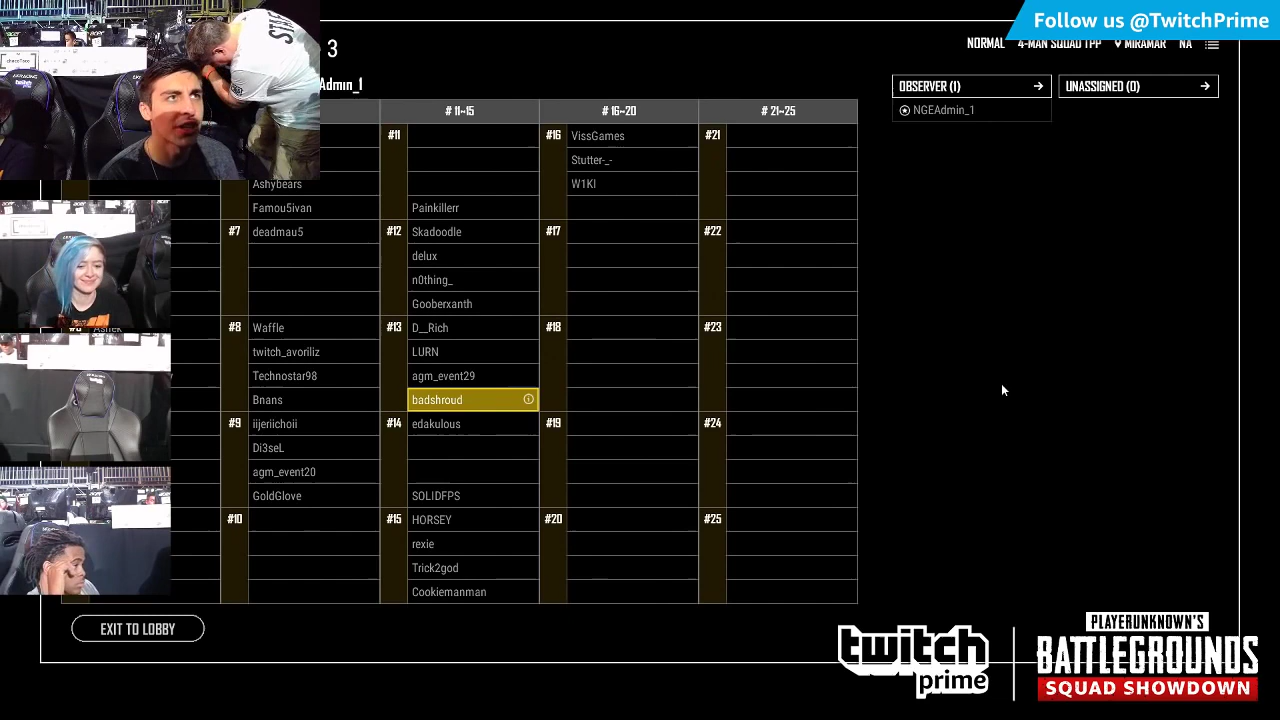 Follow us @TwitchPrime
3
NORMAL 4-MAN SQUAD TPP MIRAMAR NA
Admin_1
OBSERVER (1)
UNASSIGNED (0)
NGEAdmin_1
# 11~15
# 16~20
# 21~25
#11
#16 VissGames
#21
Stutter-_-
Ashybears
W1KI
Famou5ivan
Painkillerr
#7 deadmau5
#12 Skadoodle
#17
#22
delux
n0thing_
Gooberxanth
#8 Waffle
#13 D__Rich
#18
#23
twitch_avoriliz
LURN
Technostar98
agm_event29
Bnans
badshroud
#9 iijeriichoii
#14 edakulous
#19
#24
Di3seL
agm_event20
GoldGlove
SOLIDFPS
#10
#15 HORSEY
#20
#25
rexie
Trick2god
Cookiemanman
EXIT TO LOBBY
twitch
prime
PLAYERUNKNOWN'S
BATTLEGROUNDS
SQUAD SHOWDOWN